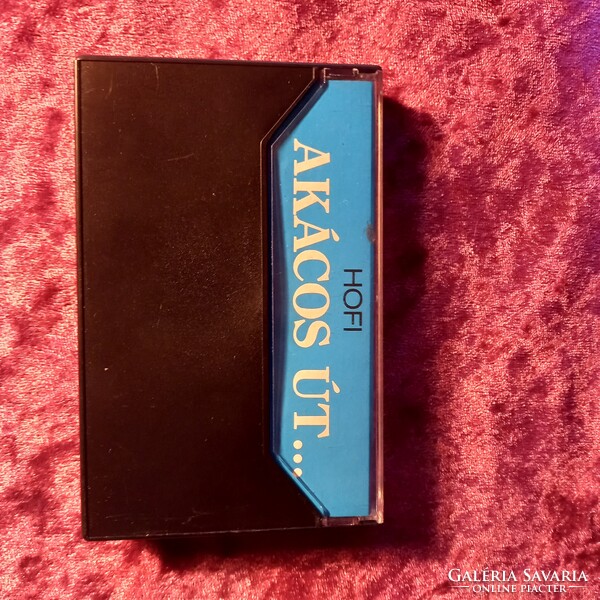 HOFI
AKÁCOS ÚT...
GALÉRIA SAVARIA
ONLINE PIACTÉR